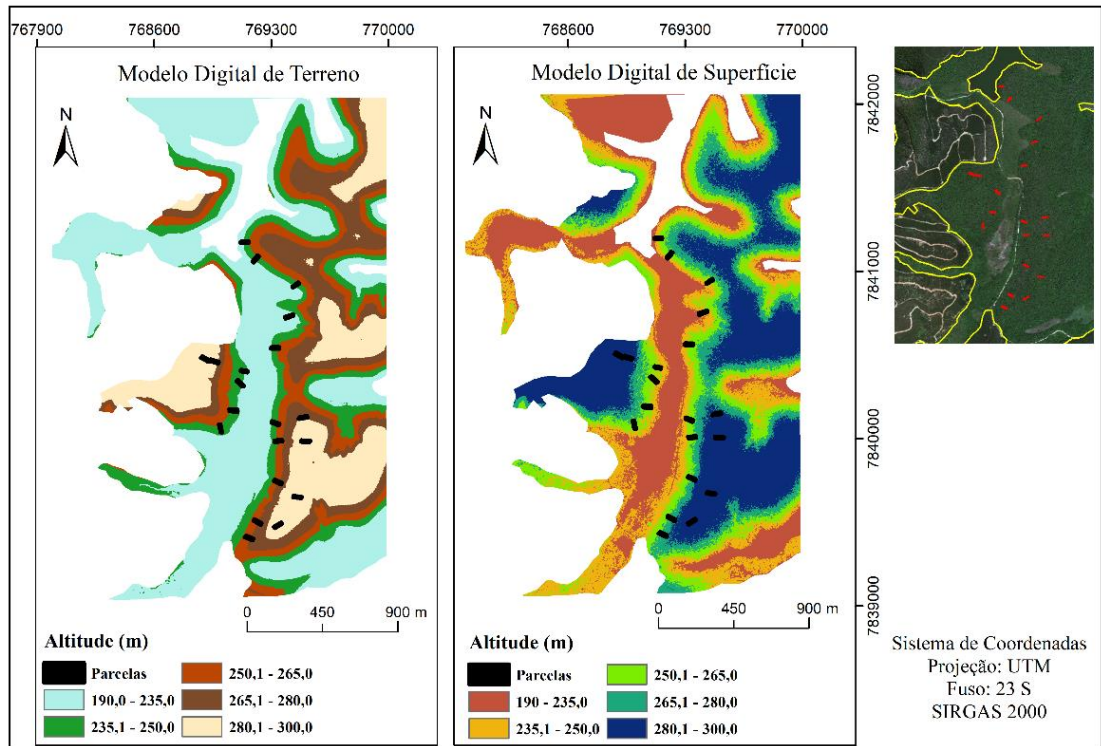 767900 768600 769300 770000 768600 769300 770000
Modelo Digital de Terreno
N
0 450 900 m
Altitude (m)
Parcelas
190,0 - 235,0
235,1 - 250,0
250,1 - 265,0
265,1 - 280,0
280,1 - 300,0
Modelo Digital de Superfície
N
0 450 900 m
Altitude (m)
Parcelas
190 - 235,0
235,1 - 250,0
250,1 - 265,0
265,1 - 280,0
280,1 - 300,0
7842000
7841000
7840000
7839000
Sistema de Coordenadas
Projeção: UTM
Fuso: 23 S
SIRGAS 2000